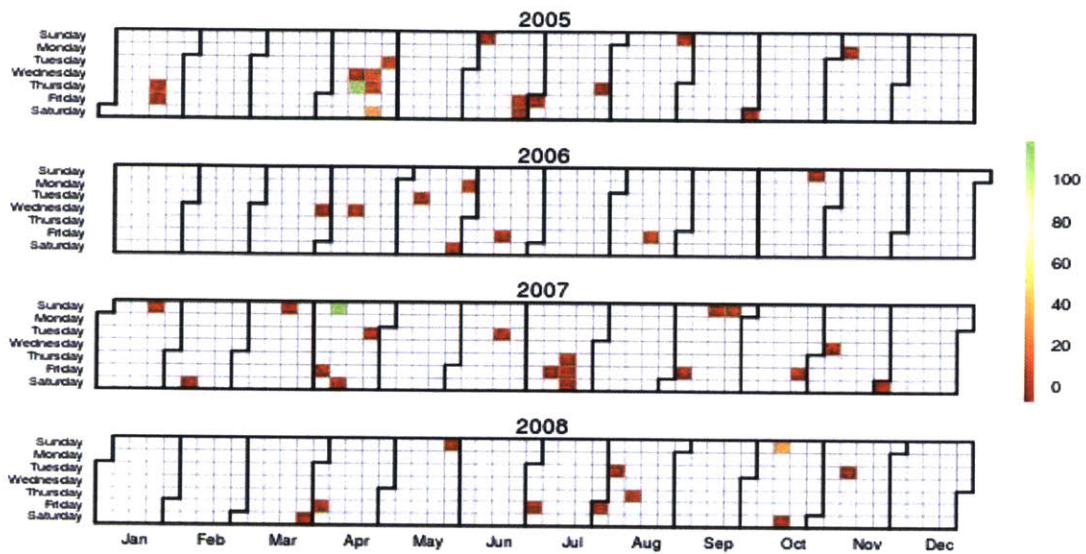 2005
Sunday
Monday
Tuesday
Wednesday
Thursday
Friday
Saturday
2006
Sunday
Monday
Tuesday
Wednesday
Thursday
Friday
Saturday
2007
Sunday
Monday
Tuesday
Wednesday
Thursday
Friday
Saturday
2008
Sunday
Monday
Tuesday
Wednesday
Thursday
Friday
Saturday
Jan Feb Mar Apr May Jun Jul Aug Sep Oct Nov Dec
100
80
60
40
20
0